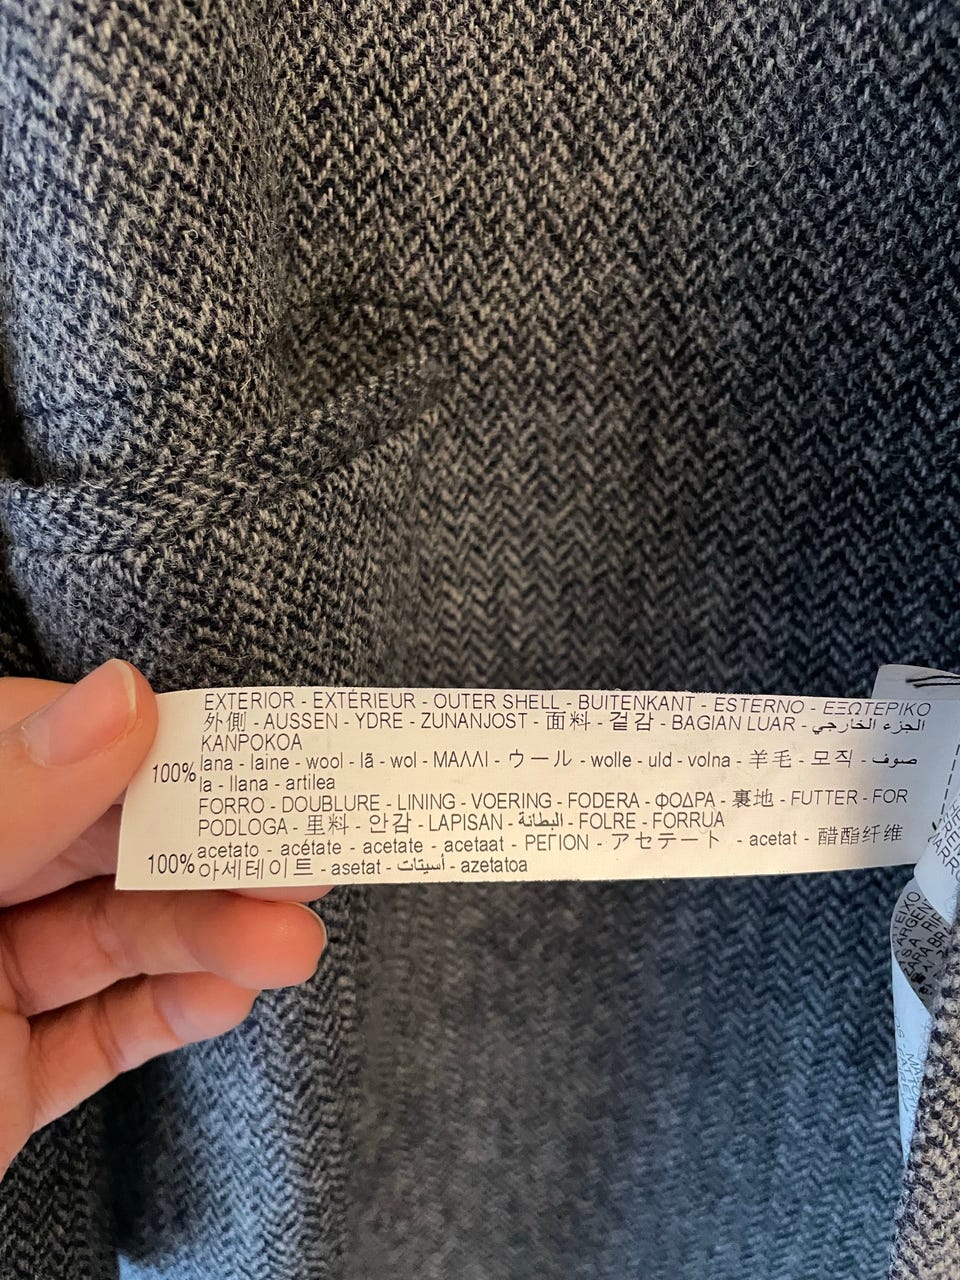 EXTERIOR - EXTÉRIEUR - OUTER SHELL - BUITENKANT - ESTERNO - ΕΞΩΤΕΡΙΚΟ
外側 - AUSSEN - YDRE - ZUNANJOST - 面料 - 겉감 - BAGIAN LUAR - الجزء الخارجي
KANPOKOA
100% lana - laine - wool - lã - wol - ΜΑΛΛΙ - ウール - wolle - uld - volna - 羊毛 - 모직 - صوف
la - llana - artilea
FORRO - DOUBLURE - LINING - VOERING - FODERA - ΦΟΔΡΑ - 裏地 - FUTTER - FOR
PODLOGA - 里料 - 안감 - LAPISAN - البطانة - FOLRE - FORRUA
100% acetato - acétate - acetate - acetaat - ΡΕΓΙΟΝ - アセテート - acetat - 醋酯纤维
아세테이트 - asetat - أسيتات - azetatoa